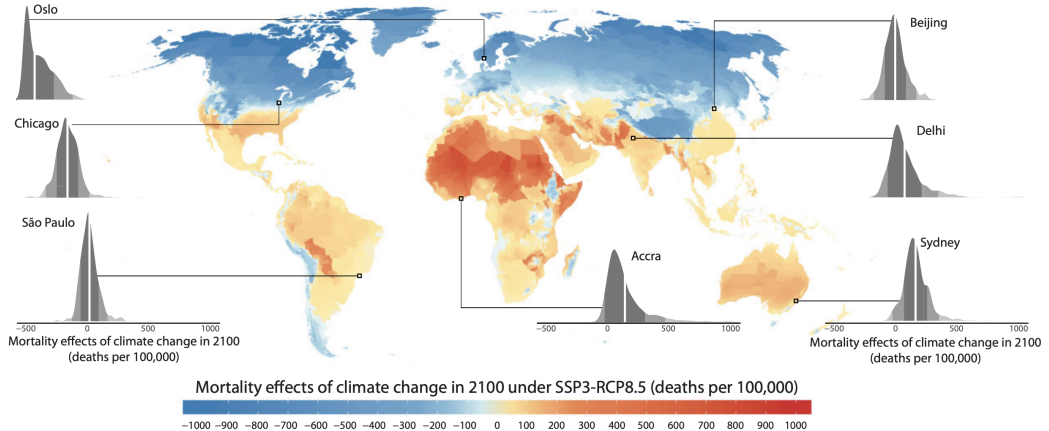 Oslo
Beijing
Chicago
Delhi
São Paulo
Accra
Sydney
−500 0 500 1000
Mortality effects of climate change in 2100
(deaths per 100,000)
−500 0 500 1000
−500 0 500 1000
Mortality effects of climate change in 2100
(deaths per 100,000)
Mortality effects of climate change in 2100 under SSP3-RCP8.5 (deaths per 100,000)
−1000 −900 −800 −700 −600 −500 −400 −300 −200 −100 0 100 200 300 400 500 600 700 800 900 1000